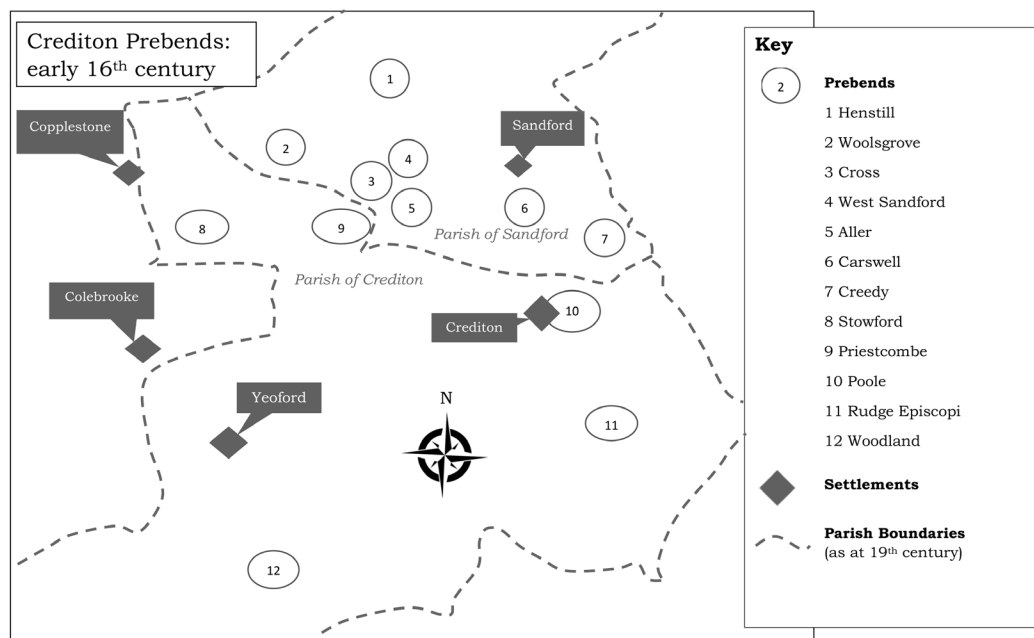 Crediton Prebends:
early 16th century
1
Copplestone
Sandford
2
4
3
5
6
8
9
Parish of Sandford
7
Parish of Crediton
Colebrooke
10
Crediton
Yeoford
N
11
12
Key
2
Prebends
1 Henstill
2 Woolsgrove
3 Cross
4 West Sandford
5 Aller
6 Carswell
7 Creedy
8 Stowford
9 Priestcombe
10 Poole
11 Rudge Episcopi
12 Woodland
Settlements
Parish Boundaries
(as at 19th century)